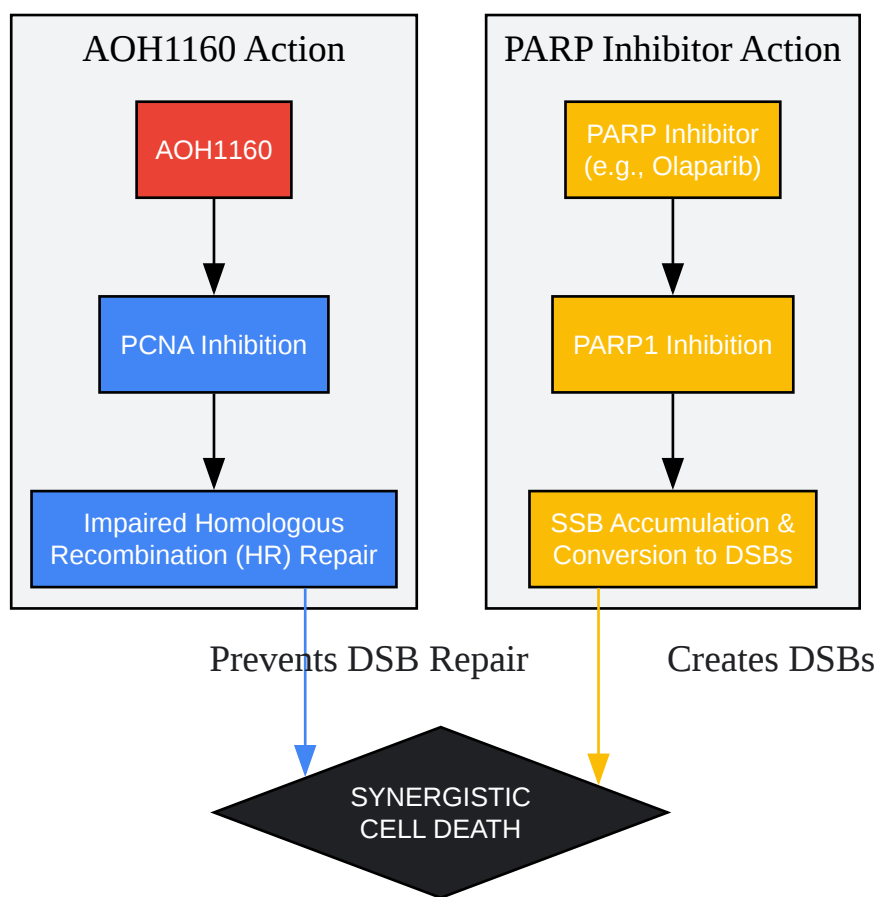 AOH1160 Action
AOH1160
PCNA Inhibition
Impaired Homologous
Recombination (HR) Repair
Prevents DSB Repair
PARP Inhibitor Action
PARP Inhibitor
(e.g., Olaparib)
PARP1 Inhibition
SSB Accumulation &
Conversion to DSBs
Creates DSBs
SYNERGISTIC
CELL DEATH